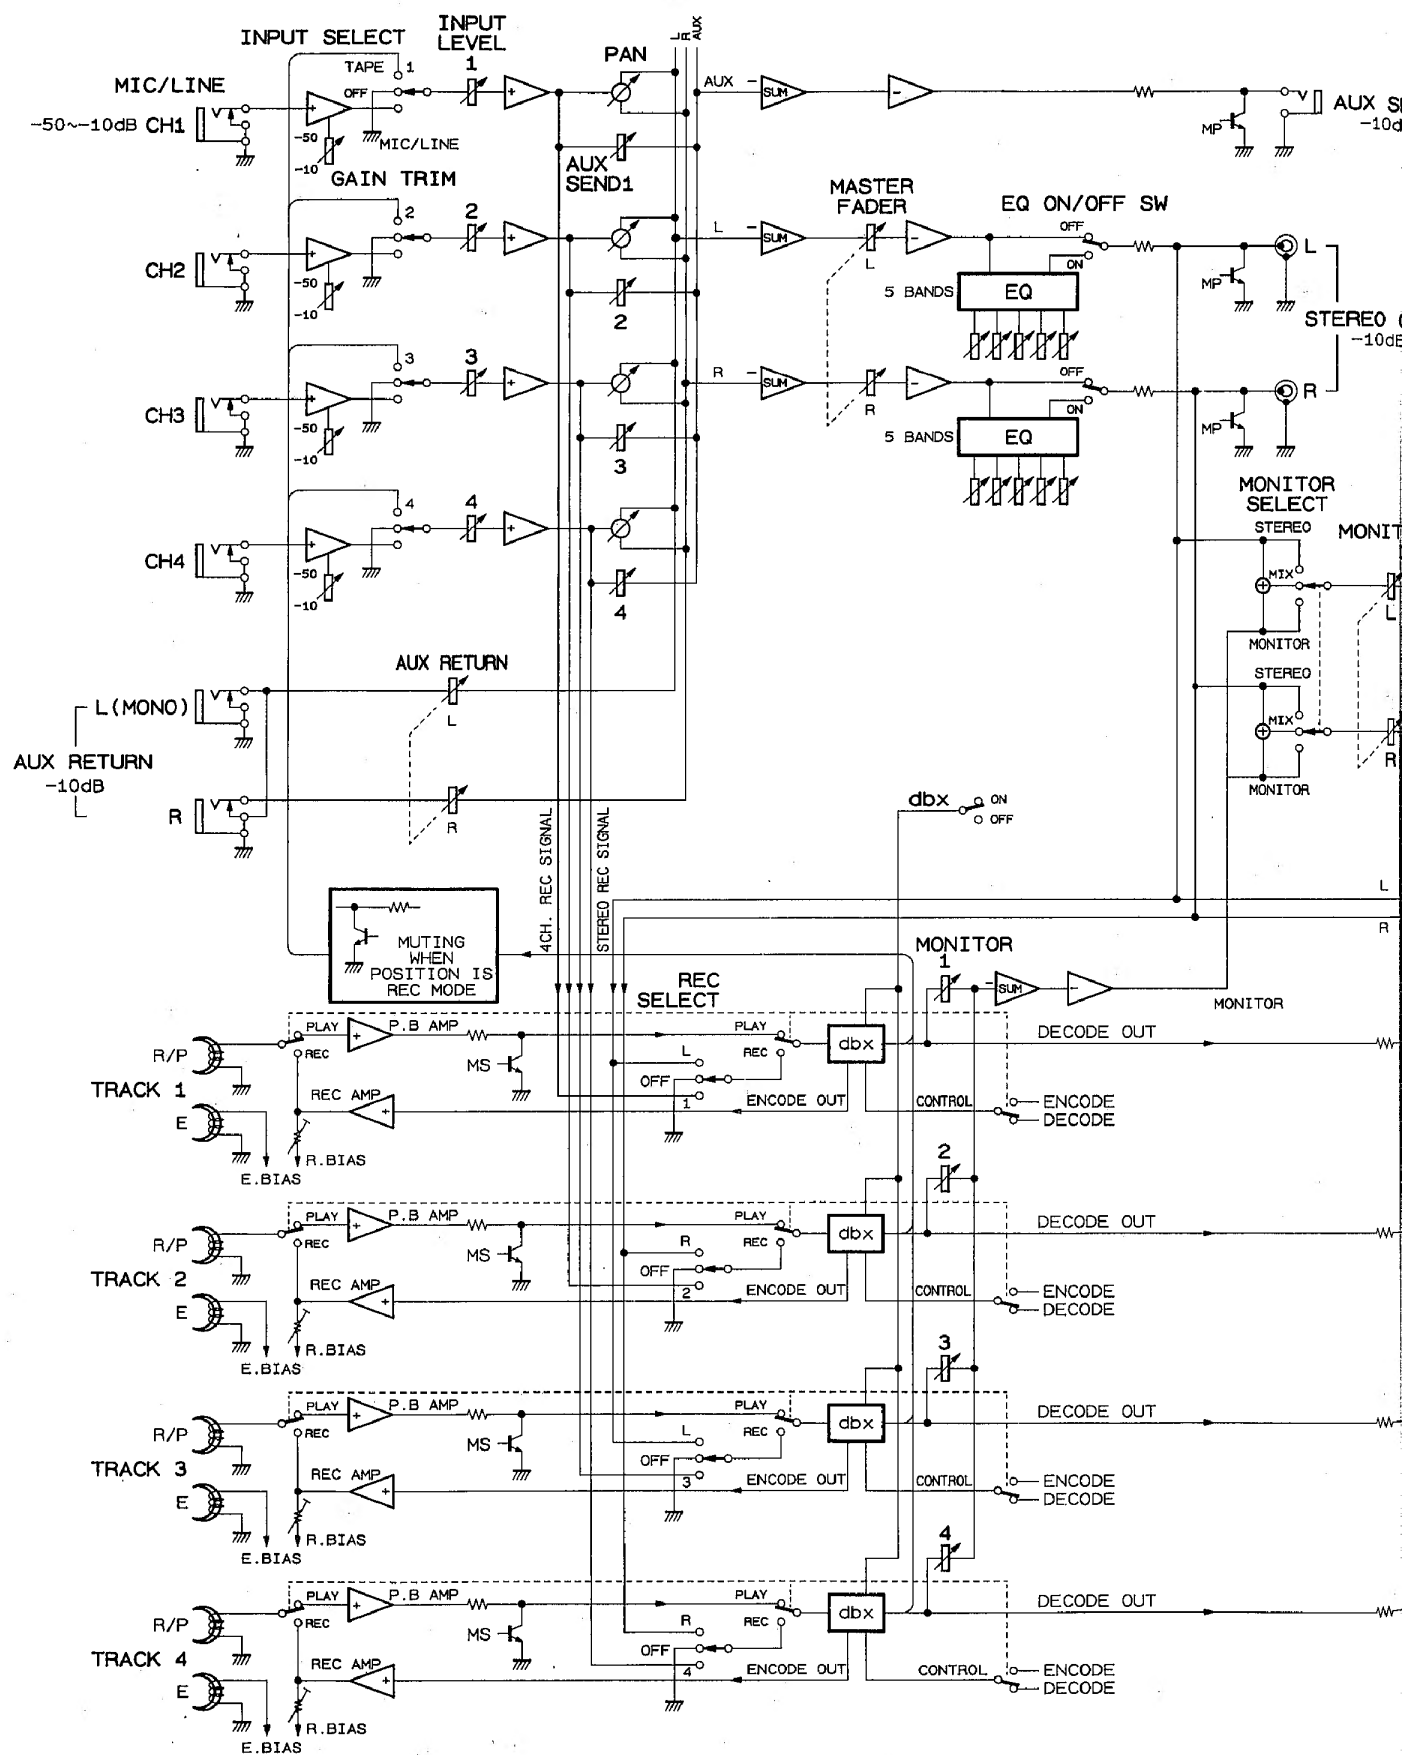 INPUT SELECT
INPUT
LEVEL
1
PAN
L
R
AUX
TAPE 1
OFF
MIC/LINE
MIC/LINE
-50~-10dB CH1
-50
-10
GAIN TRIM
AUX
SEND1
AUX
-
SUM
-
MP
AUX
-10d
2
2
CH2
-50
-10
2
L
-
SUM
MASTER
FADER
L
-
EQ ON/OFF SW
OFF
ON
5 BANDS
EQ
MP
L
STEREO
-10dB
3
3
CH3
-50
-10
3
R
-
SUM
R
-
OFF
ON
5 BANDS
EQ
MP
R
4
4
CH4
-50
-10
4
MONITOR
SELECT
STEREO
MIX
MONITOR
MONIT
L
STEREO
MIX
MONITOR
R
AUX RETURN
L(MONO)
L
AUX RETURN
-10dB
R
R
dbx
ON
OFF
4CH. REC SIGNAL
STEREO REC SIGNAL
L
R
MUTING
WHEN
POSITION IS
REC MODE
REC
SELECT
MONITOR
1
-
SUM
-
MONITOR
R/P
TRACK 1
E
E.BIAS
R.BIAS
PLAY
REC
P.B AMP
REC AMP
MS
L
OFF
1
PLAY
REC
dbx
ENCODE OUT
DECODE OUT
CONTROL
ENCODE
DECODE
2
R/P
TRACK 2
E
E.BIAS
R.BIAS
PLAY
REC
P.B AMP
REC AMP
MS
R
OFF
2
PLAY
REC
dbx
ENCODE OUT
DECODE OUT
CONTROL
ENCODE
DECODE
3
R/P
TRACK 3
E
E.BIAS
R.BIAS
PLAY
REC
P.B AMP
REC AMP
MS
L
OFF
3
PLAY
REC
dbx
ENCODE OUT
DECODE OUT
CONTROL
ENCODE
DECODE
4
R/P
TRACK 4
E
E.BIAS
R.BIAS
PLAY
REC
P.B AMP
REC AMP
MS
R
OFF
4
PLAY
REC
dbx
ENCODE OUT
DECODE OUT
CONTROL
ENCODE
DECODE